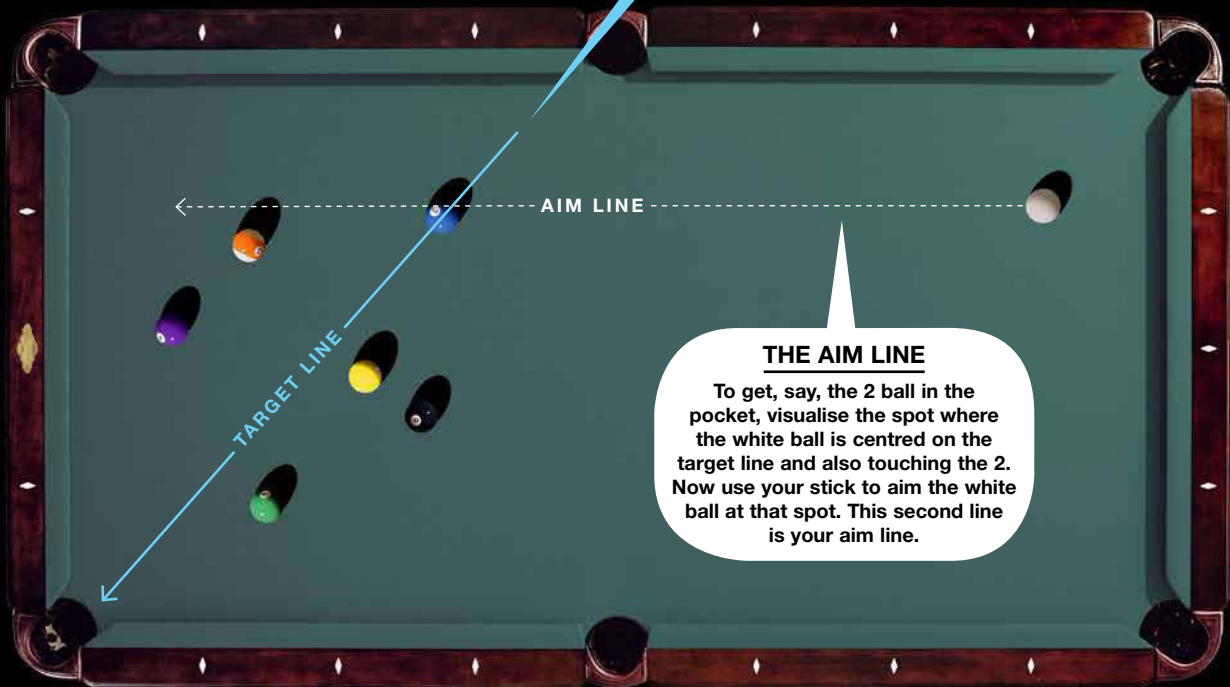 AIM LINE
TARGET LINE
THE AIM LINE
To get, say, the 2 ball in the
pocket, visualise the spot where
the white ball is centred on the
target line and also touching the 2.
Now use your stick to aim the white
ball at that spot. This second line
is your aim line.